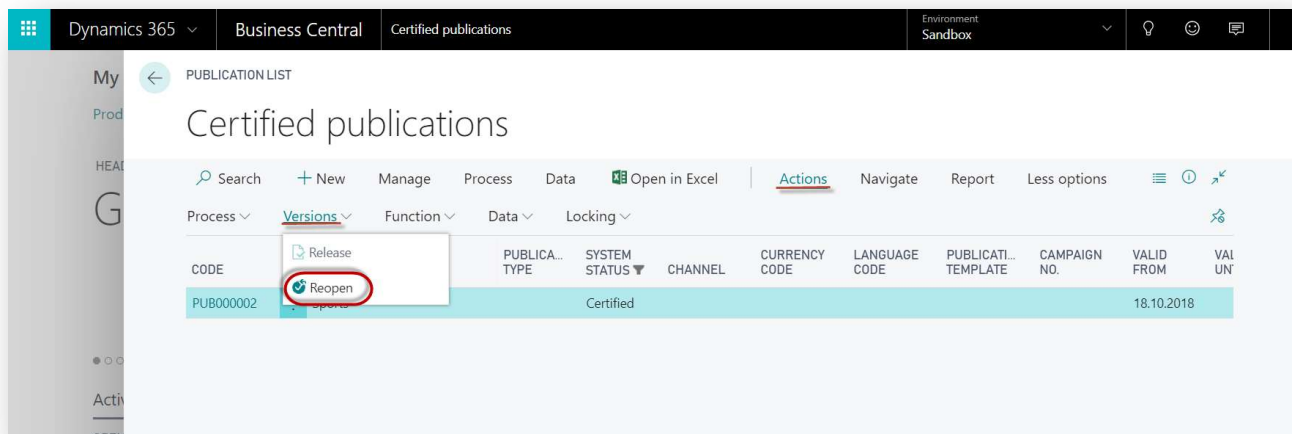 Dynamics 365 Business Central Certified publications Environment
Sandbox
My PUBLICATION LIST
Prod
Certified publications
HEAD
Search + New Manage Process Data Open in Excel Actions Navigate Report Less options
G
Process Versions Function Data Locking
Release
CODE PUBLICA... TYPE SYSTEM STATUS CHANNEL CURRENCY CODE LANGUAGE CODE PUBLICATI... TEMPLATE CAMPAIGN NO. VALID FROM VAL UN
Reopen
PUB000002 Sports Certified 18.10.2018
Activ